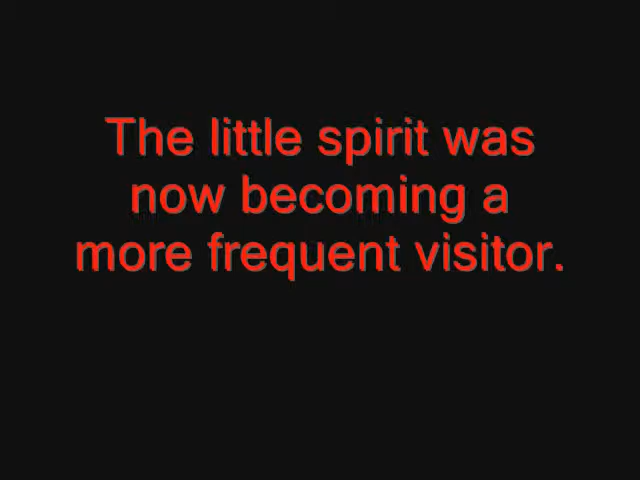 The little spirit was
now becoming a
more frequent visitor.